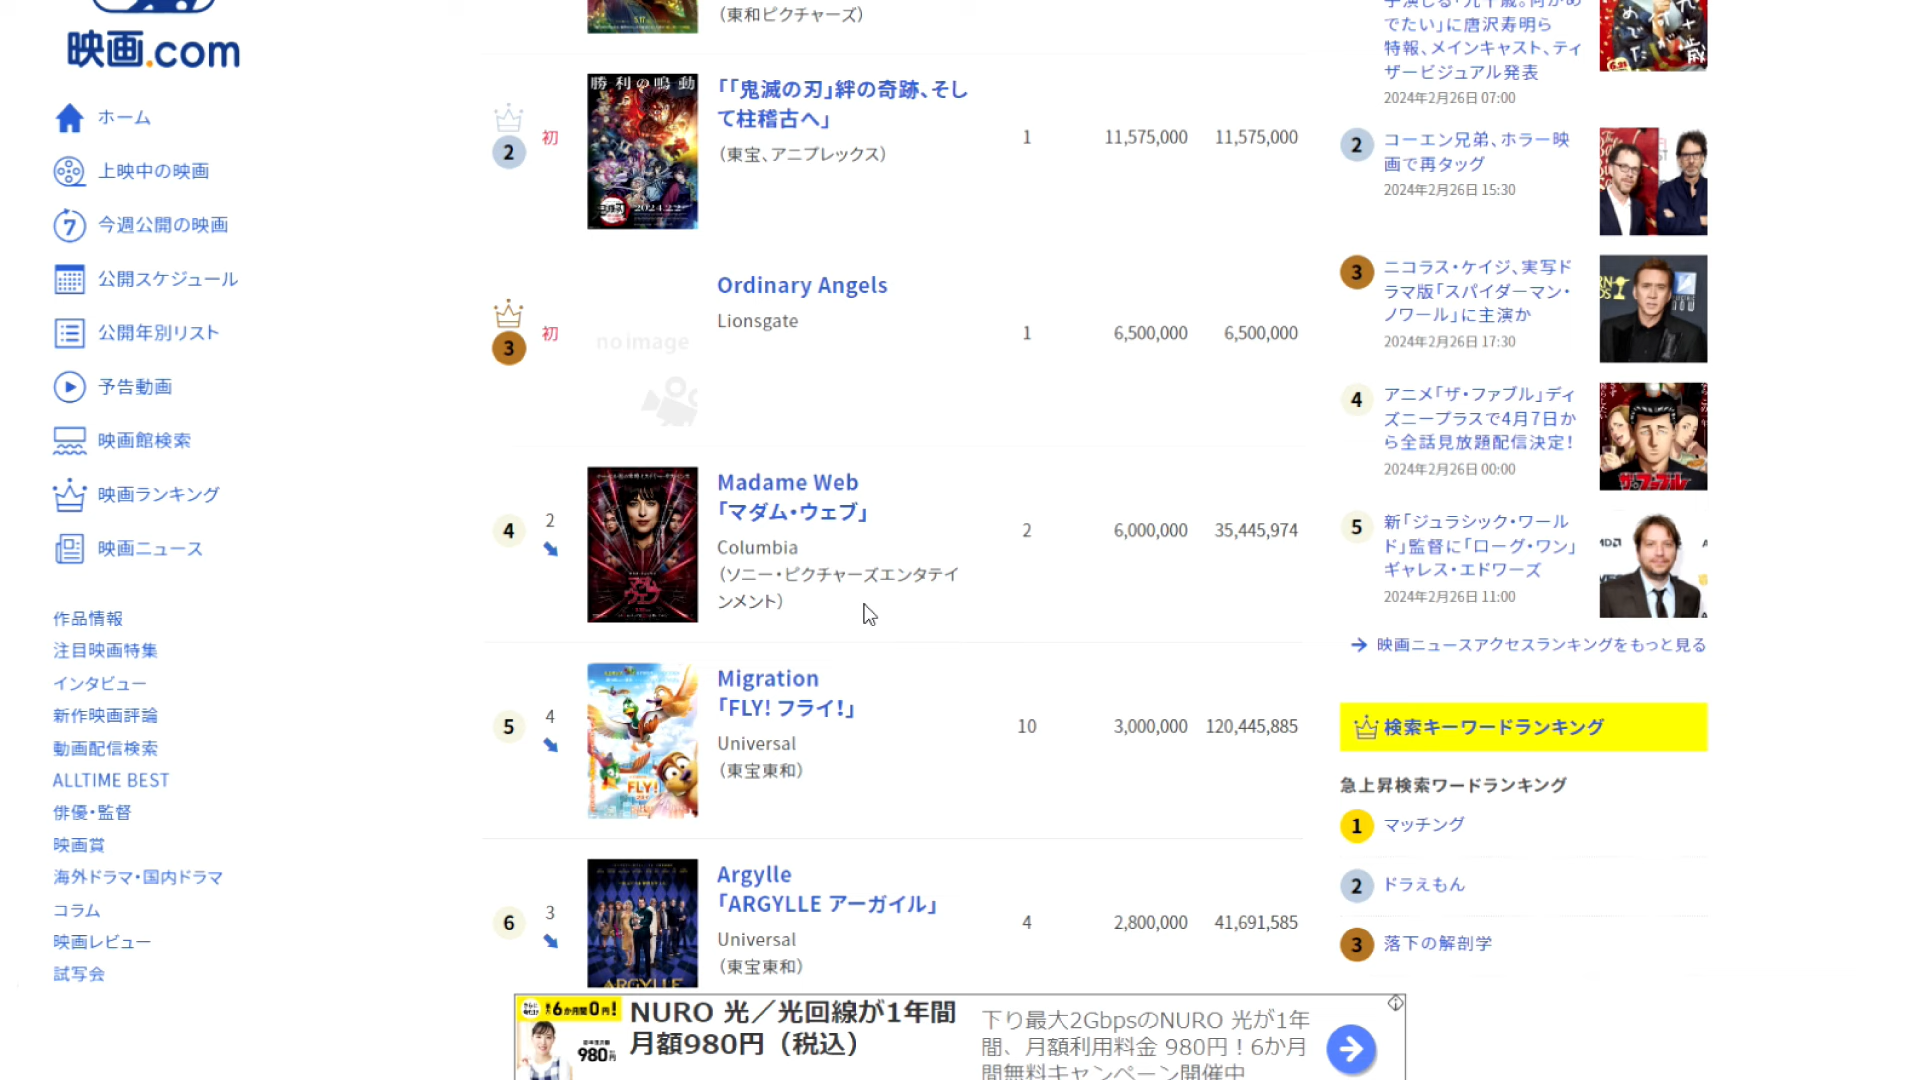 映画.com
ホーム
上映中の映画
今週公開の映画
公開スケジュール
公開年別リスト
予告動画
映画館検索
映画ランキング
映画ニュース
作品情報
注目映画特集
インタビュー
新作映画評論
動画配信検索
ALLTIME BEST
俳優・監督
映画賞
海外ドラマ・国内ドラマ
コラム
映画レビュー
試写会
（東和ピクチャーズ）
2 初
勝利の鳴動
「「鬼滅の刃」絆の奇跡、そし
て柱稽古へ」
（東宝、アニプレックス）
1 11,575,000 11,575,000
3 初
no image
Ordinary Angels
Lionsgate
1 6,500,000 6,500,000
4 2
マダム・ウェブ
Madame Web
「マダム・ウェブ」
Columbia
（ソニー・ピクチャーズエンタテイ
ンメント）
2 6,000,000 35,445,974
5 4
FLY!
Migration
「FLY! フライ！」
Universal
（東宝東和）
10 3,000,000 120,445,885
6 3
ARGYLLE
Argylle
「ARGYLLE アーガイル」
Universal
（東宝東和）
4 2,800,000 41,691,585
でたい」に唐沢寿明ら
特報、メインキャスト、ティ
ザービジュアル発表
2024年2月26日 07:00
2
コーエン兄弟、ホラー映
画で再タッグ
2024年2月26日 15:30
3
ニコラス・ケイジ、実写ド
ラマ版「スパイダーマン・
ノワール」に主演か
2024年2月26日 17:30
4
アニメ「ザ・ファブル」ディ
ズニープラスで4月7日か
ら全話見放題配信決定！
2024年2月26日 00:00
ザ・ファブル
5
新「ジュラシック・ワール
ド」監督に「ローグ・ワン」
ギャレス・エドワーズ
2024年2月26日 11:00
映画ニュースアクセスランキングをもっと見る
検索キーワードランキング
急上昇検索ワードランキング
1 マッチング
2 ドラえもん
3 落下の解剖学
6か月間0円！
980円
NURO 光／光回線が1年間
月額980円（税込）
下り最大2GbpsのNURO 光が1年
間、月額利用料金 980円！6か月
間無料キャンペーン開催中